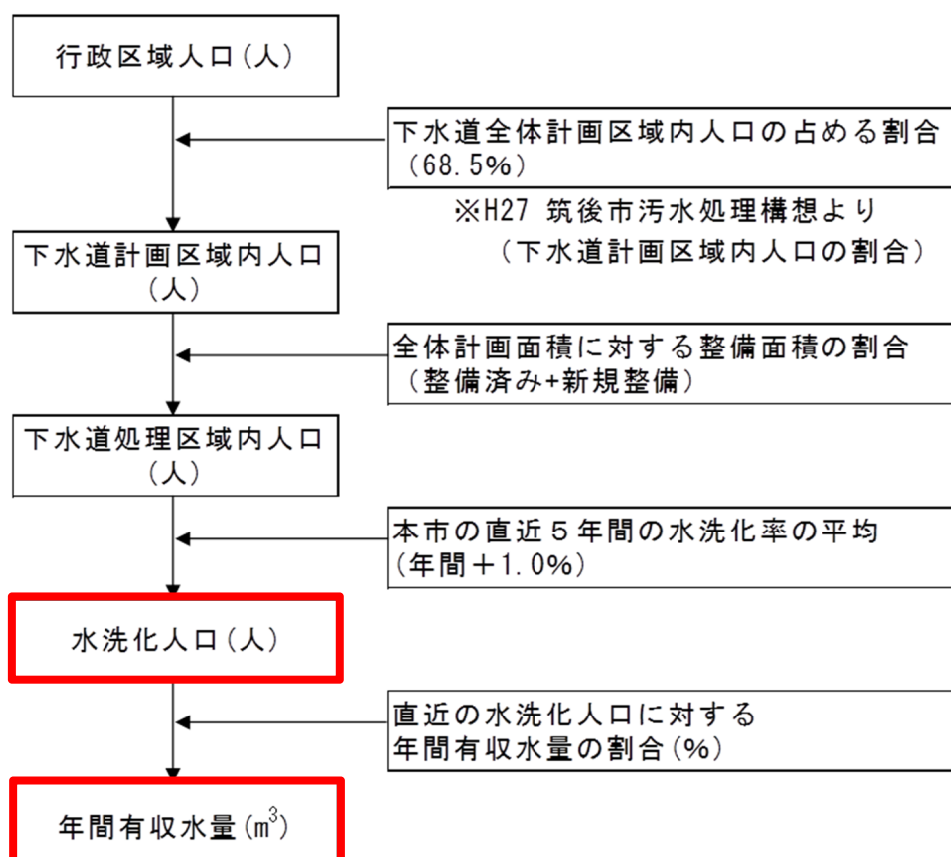 行政区域人口(人)
下水道全体計画区域内人口の占める割合
(68.5%)
※H27 筑後市汚水処理構想より
(下水道計画区域内人口の割合)
下水道計画区域内人口
(人)
全体計画面積に対する整備面積の割合
(整備済み+新規整備)
下水道処理区域内人口
(人)
本市の直近５年間の水洗化率の平均
(年間＋1.0%)
水洗化人口(人)
直近の水洗化人口に対する
年間有収水量の割合(%)
年間有収水量(m³)